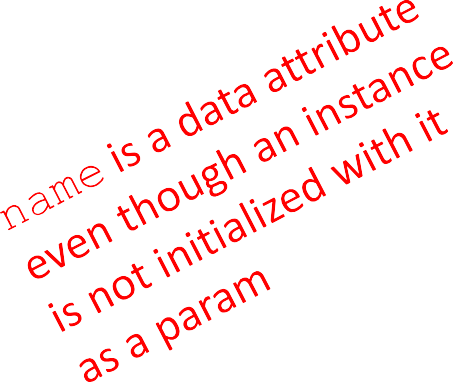 name is a data attribute
even though an instance
is not initialized with it
as a param